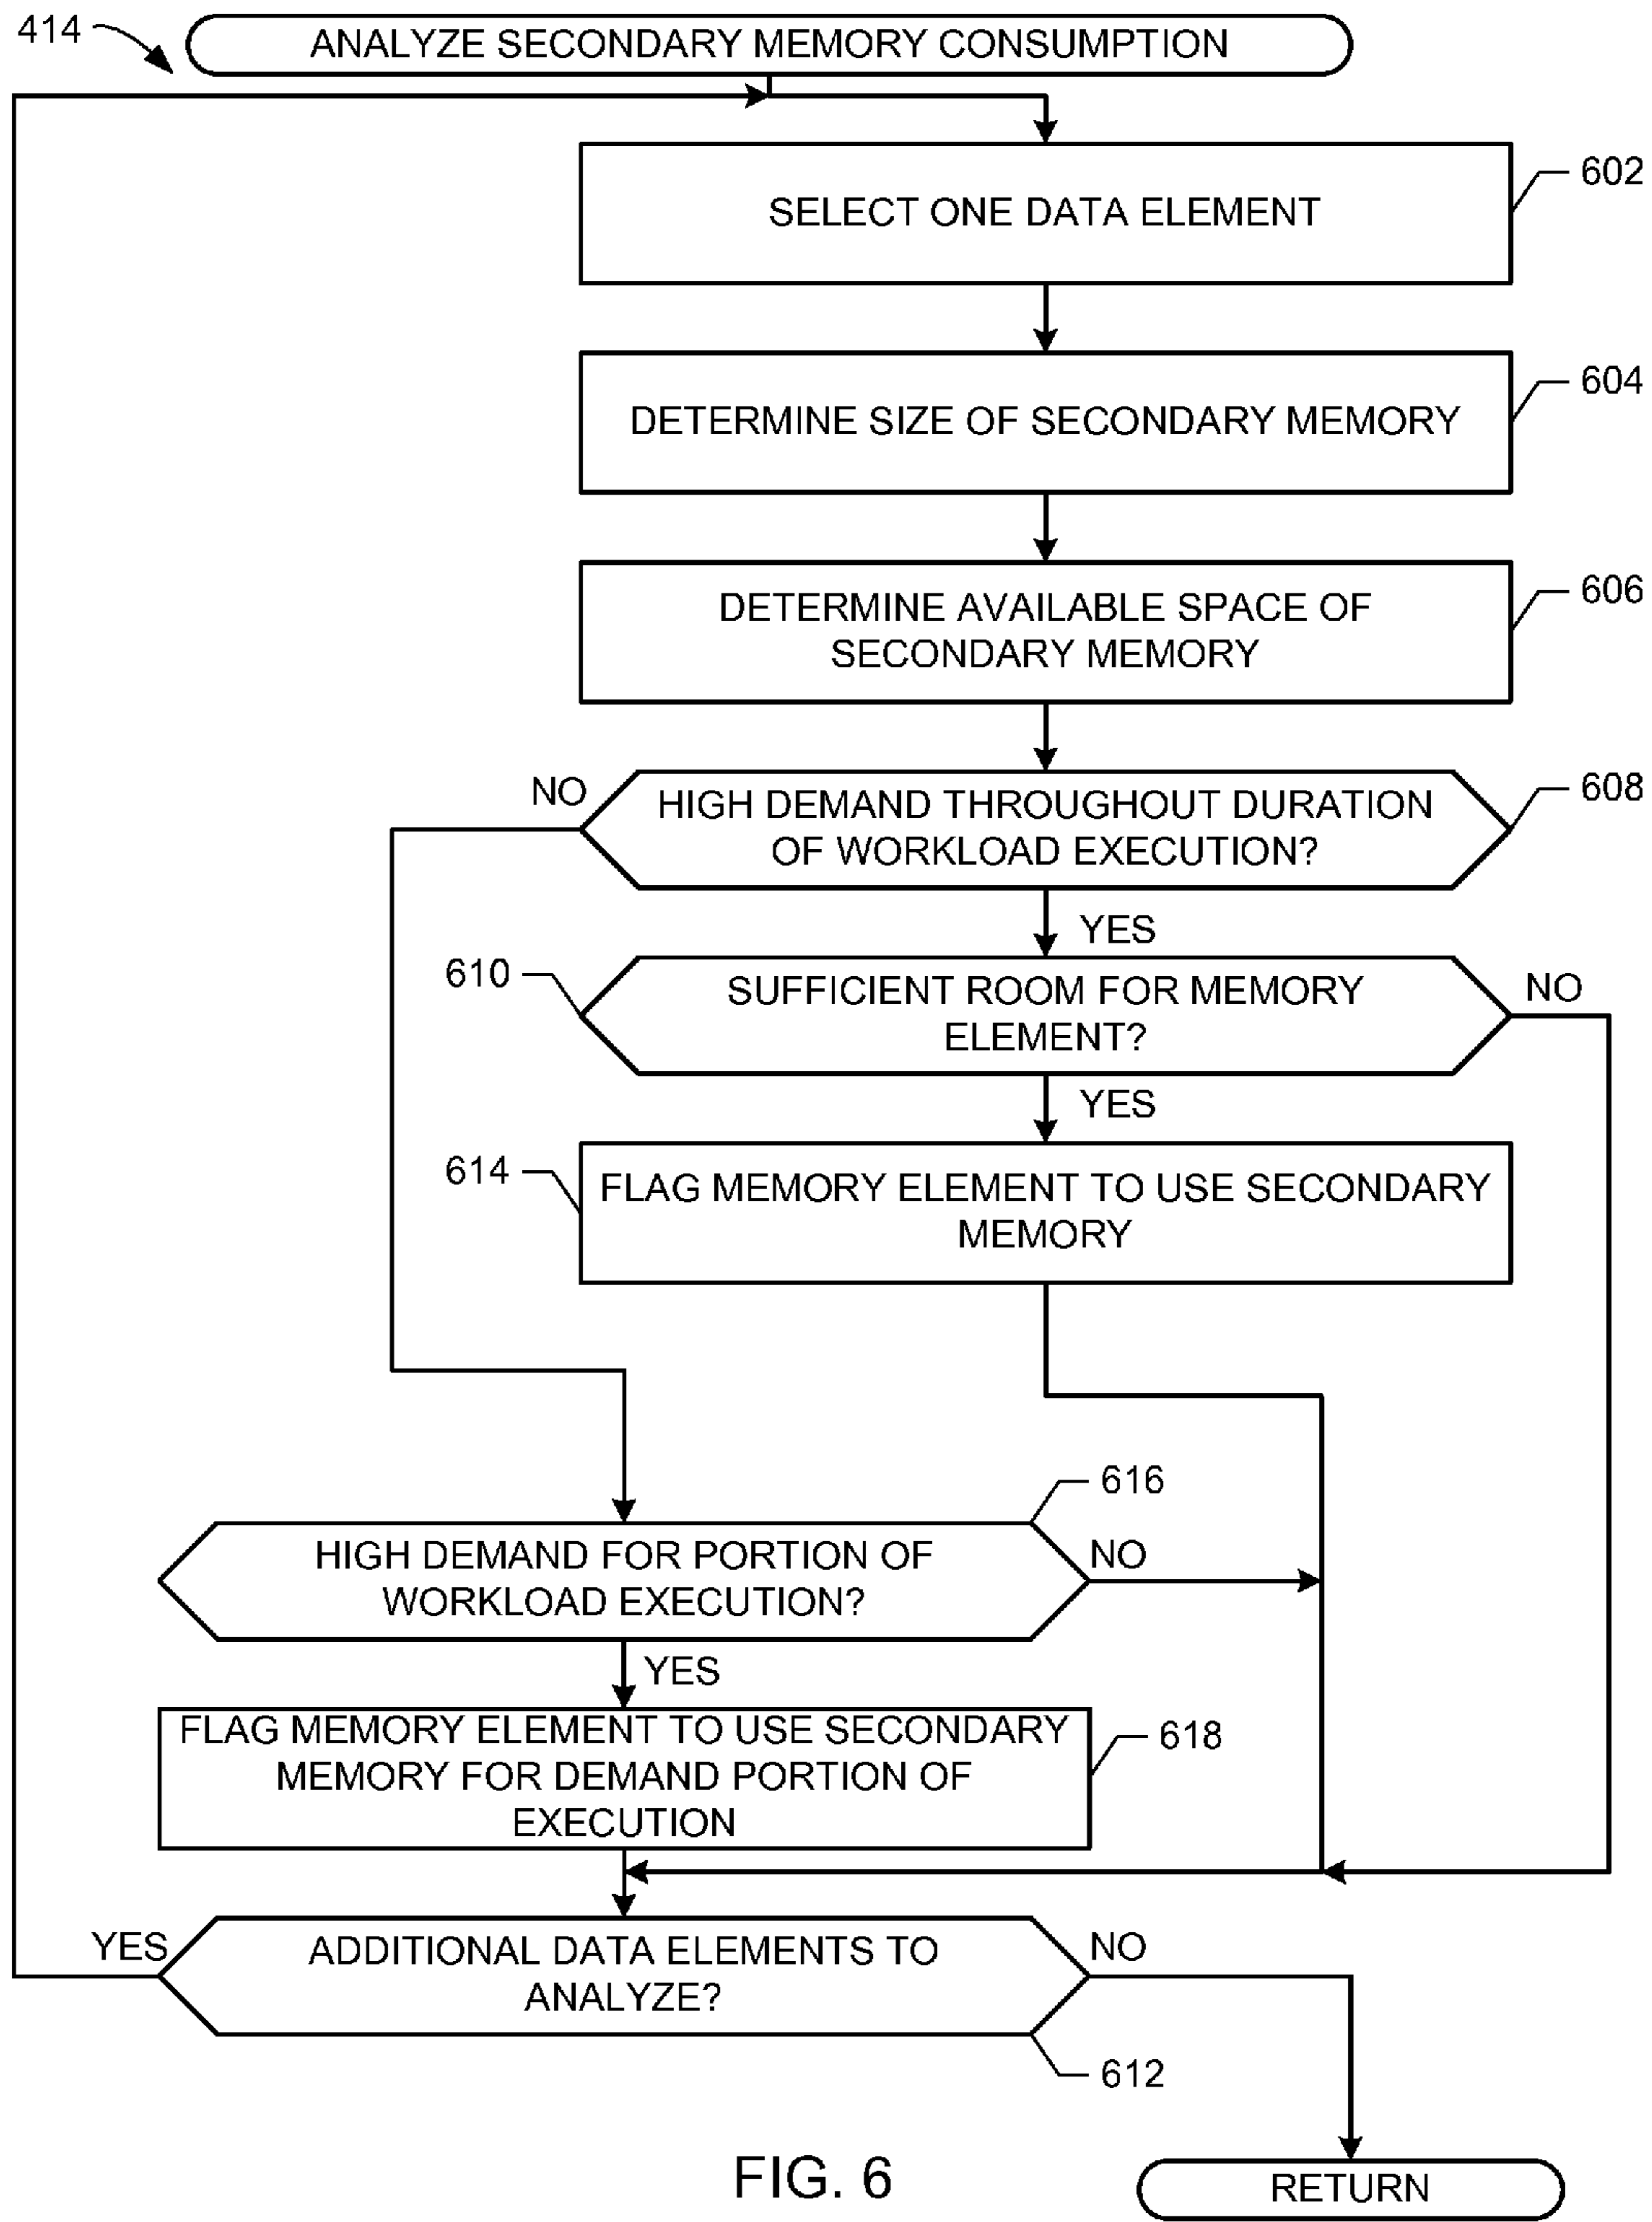 414
ANALYZE SECONDARY MEMORY CONSUMPTION
602
SELECT ONE DATA ELEMENT
604
DETERMINE SIZE OF SECONDARY MEMORY
606
DETERMINE AVAILABLE SPACE OF
SECONDARY MEMORY
608
NO
HIGH DEMAND THROUGHOUT DURATION
OF WORKLOAD EXECUTION?
YES
610
SUFFICIENT ROOM FOR MEMORY
ELEMENT?
NO
YES
614
FLAG MEMORY ELEMENT TO USE SECONDARY
MEMORY
616
HIGH DEMAND FOR PORTION OF
WORKLOAD EXECUTION?
NO
YES
FLAG MEMORY ELEMENT TO USE SECONDARY
MEMORY FOR DEMAND PORTION OF
EXECUTION
618
YES
ADDITIONAL DATA ELEMENTS TO
ANALYZE?
NO
612
FIG. 6
RETURN